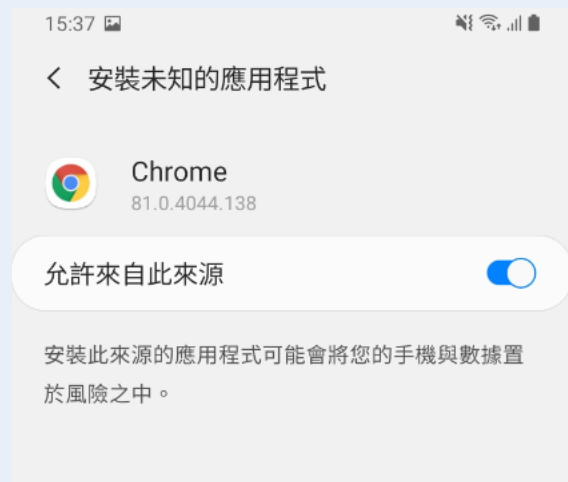 15:37
安裝未知的應用程式
Chrome
81.0.4044.138
允許來自此來源
安裝此來源的應用程式可能會將您的手機與數據置
於風險之中。